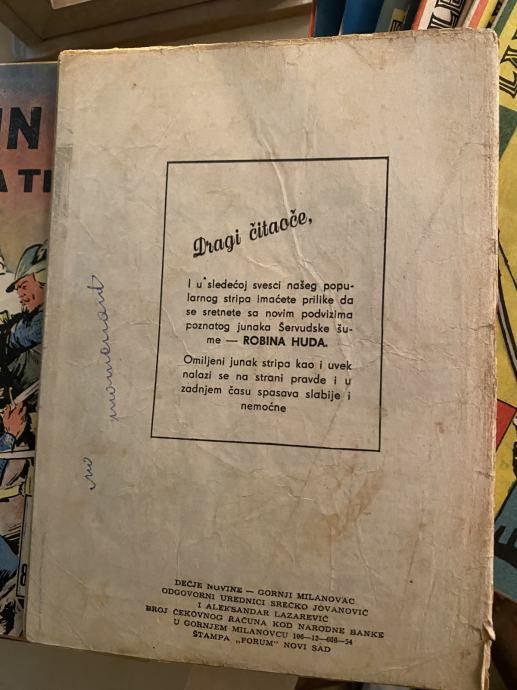 Dragi čitaoče,
I u sledećoj svesci našeg popu-
larnog stripa imaćete prilike da
se sretnete sa novim podvizima
poznatog junaka Šervudske šu-
me — ROBINA HUDA.
Omiljeni junak stripa kao i uvek
nalazi se na strani pravde i u
zadnjem času spasava slabije i
nemoćne
DEČJE NOVINE — GORNJI MILANOVAC
ODGOVORNI UREDNICI SREĆKO JOVANOVIĆ
I ALEKSANDAR LAZAREVIĆ
BROJ ČEKOVNOG RAČUNA KOD NARODNE BANKE
U GORNJEM MILANOVCU 106-12-608-54
ŠTAMPA „FORUM" NOVI SAD